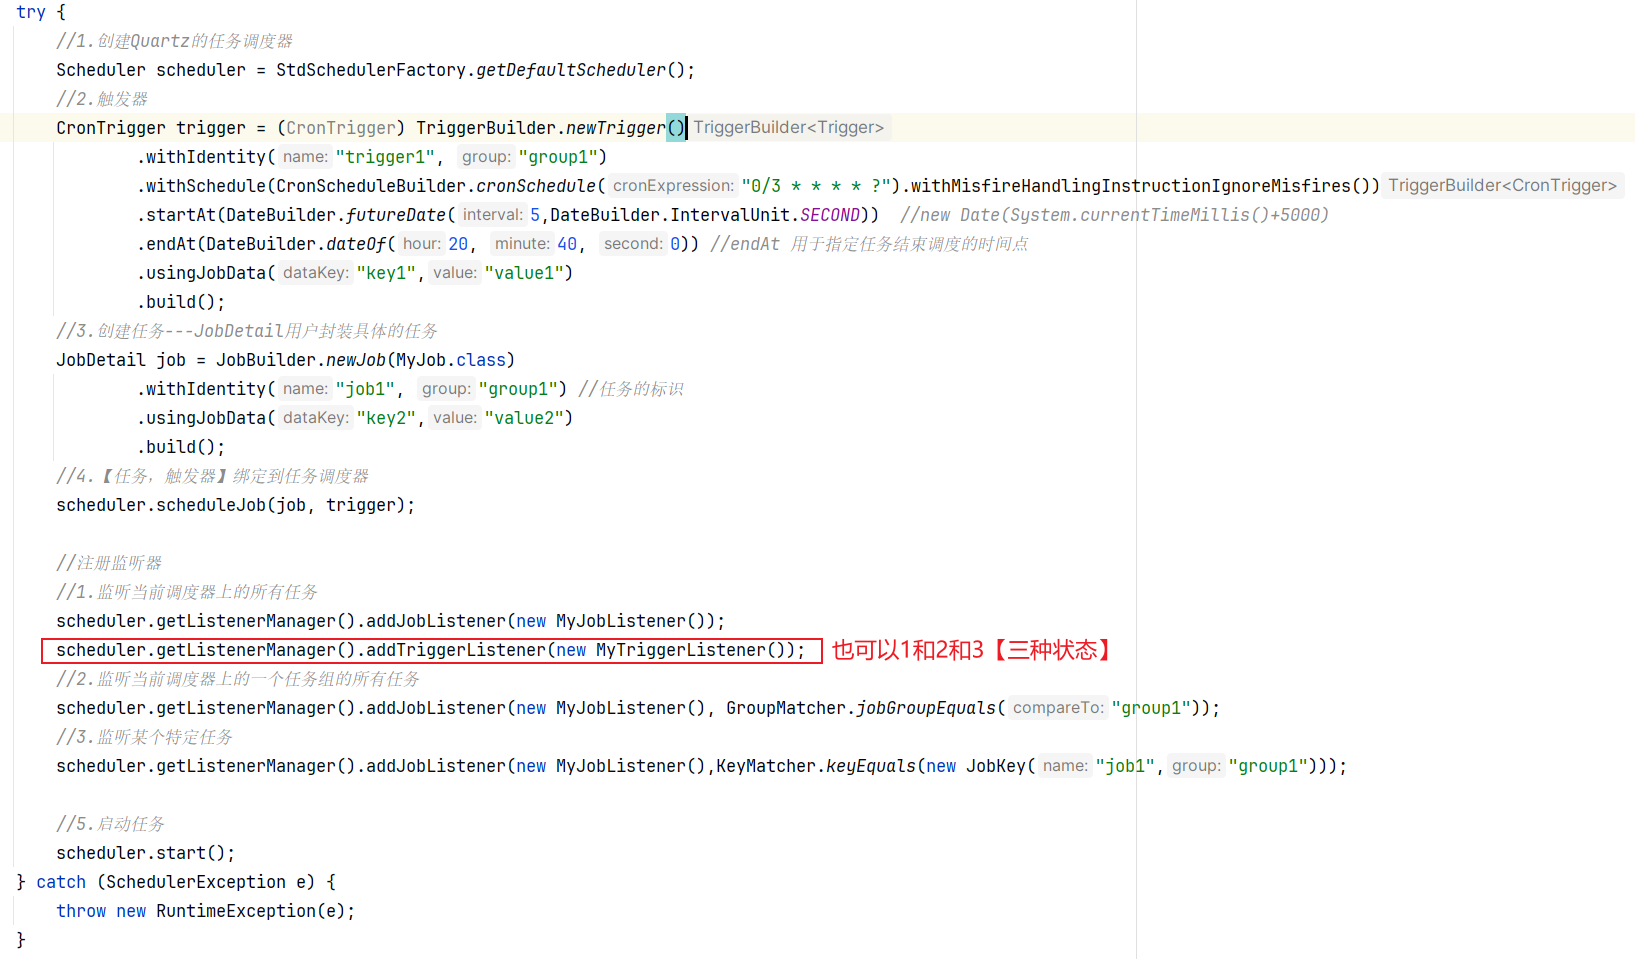 try {
//1.创建Quartz的任务调度器
Scheduler scheduler = StdSchedulerFactory.getDefaultScheduler();
//2.触发器
CronTrigger trigger = (CronTrigger) TriggerBuilder.newTrigger() TriggerBuilder<Trigger>
.withIdentity( name: "trigger1", group: "group1")
.withSchedule(CronScheduleBuilder.cronSchedule( cronExpression: "0/3 * * * * ?").withMisfireHandlingInstructionIgnoreMisfires()) TriggerBuilder<CronTrigger>
.startAt(DateBuilder.futureDate( interval: 5,DateBuilder.IntervalUnit.SECOND)) //new Date(System.currentTimeMillis()+5000)
.endAt(DateBuilder.dateOf( hour: 20, minute: 40, second: 0)) //endAt 用于指定任务结束调度的时间点
.usingJobData( dataKey: "key1", value: "value1")
.build();
//3.创建任务---JobDetail用户封装具体的任务
JobDetail job = JobBuilder.newJob(MyJob.class)
.withIdentity( name: "job1", group: "group1") //任务的标识
.usingJobData( dataKey: "key2", value: "value2")
.build();
//4.【任务，触发器】绑定到任务调度器
scheduler.scheduleJob(job, trigger);
//注册监听器
//1.监听当前调度器上的所有任务
scheduler.getListenerManager().addJobListener(new MyJobListener());
scheduler.getListenerManager().addTriggerListener(new MyTriggerListener()); 也可以1和2和3【三种状态】
//2.监听当前调度器上的一个任务组的所有任务
scheduler.getListenerManager().addJobListener(new MyJobListener(), GroupMatcher.jobGroupEquals( compareTo: "group1"));
//3.监听某个特定任务
scheduler.getListenerManager().addJobListener(new MyJobListener(),KeyMatcher.keyEquals(new JobKey( name: "job1", group: "group1")));
//5.启动任务
scheduler.start();
} catch (SchedulerException e) {
throw new RuntimeException(e);
}